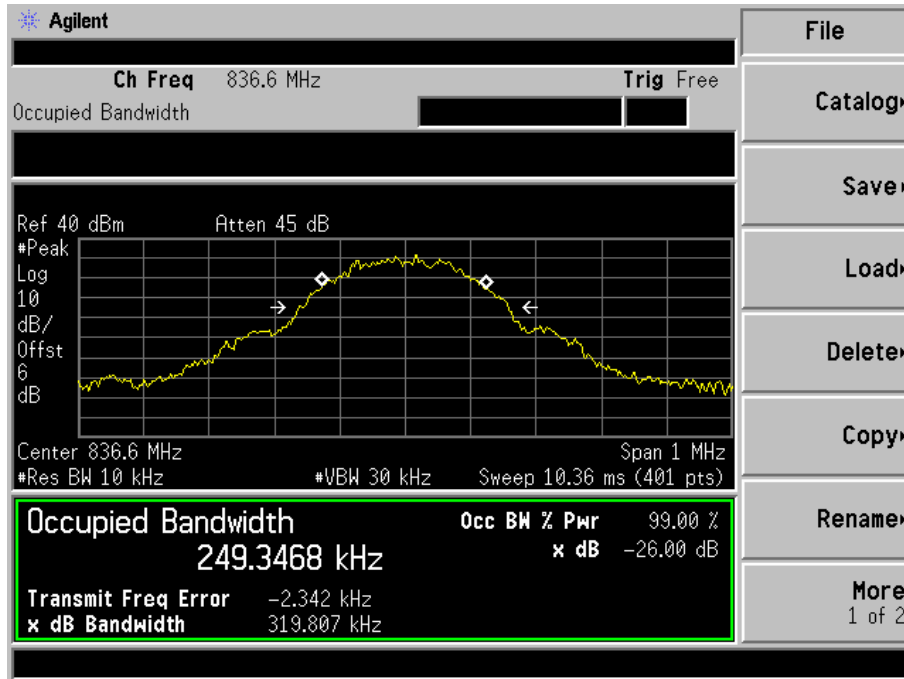 Agilent
File
Ch Freq 836.6 MHz Trig Free
Occupied Bandwidth
Catalog
Save
Ref 40 dBm Atten 45 dB
#Peak
Log
10
dB/
Offst
6
dB
Load
Delete
Copy
Center 836.6 MHz Span 1 MHz
#Res BW 10 kHz #VBW 30 kHz Sweep 10.36 ms (401 pts)
Occupied Bandwidth Occ BW % Pwr 99.00 %
249.3468 kHz x dB -26.00 dB
Rename
Transmit Freq Error -2.342 kHz
x dB Bandwidth 319.807 kHz
More
1 of 2